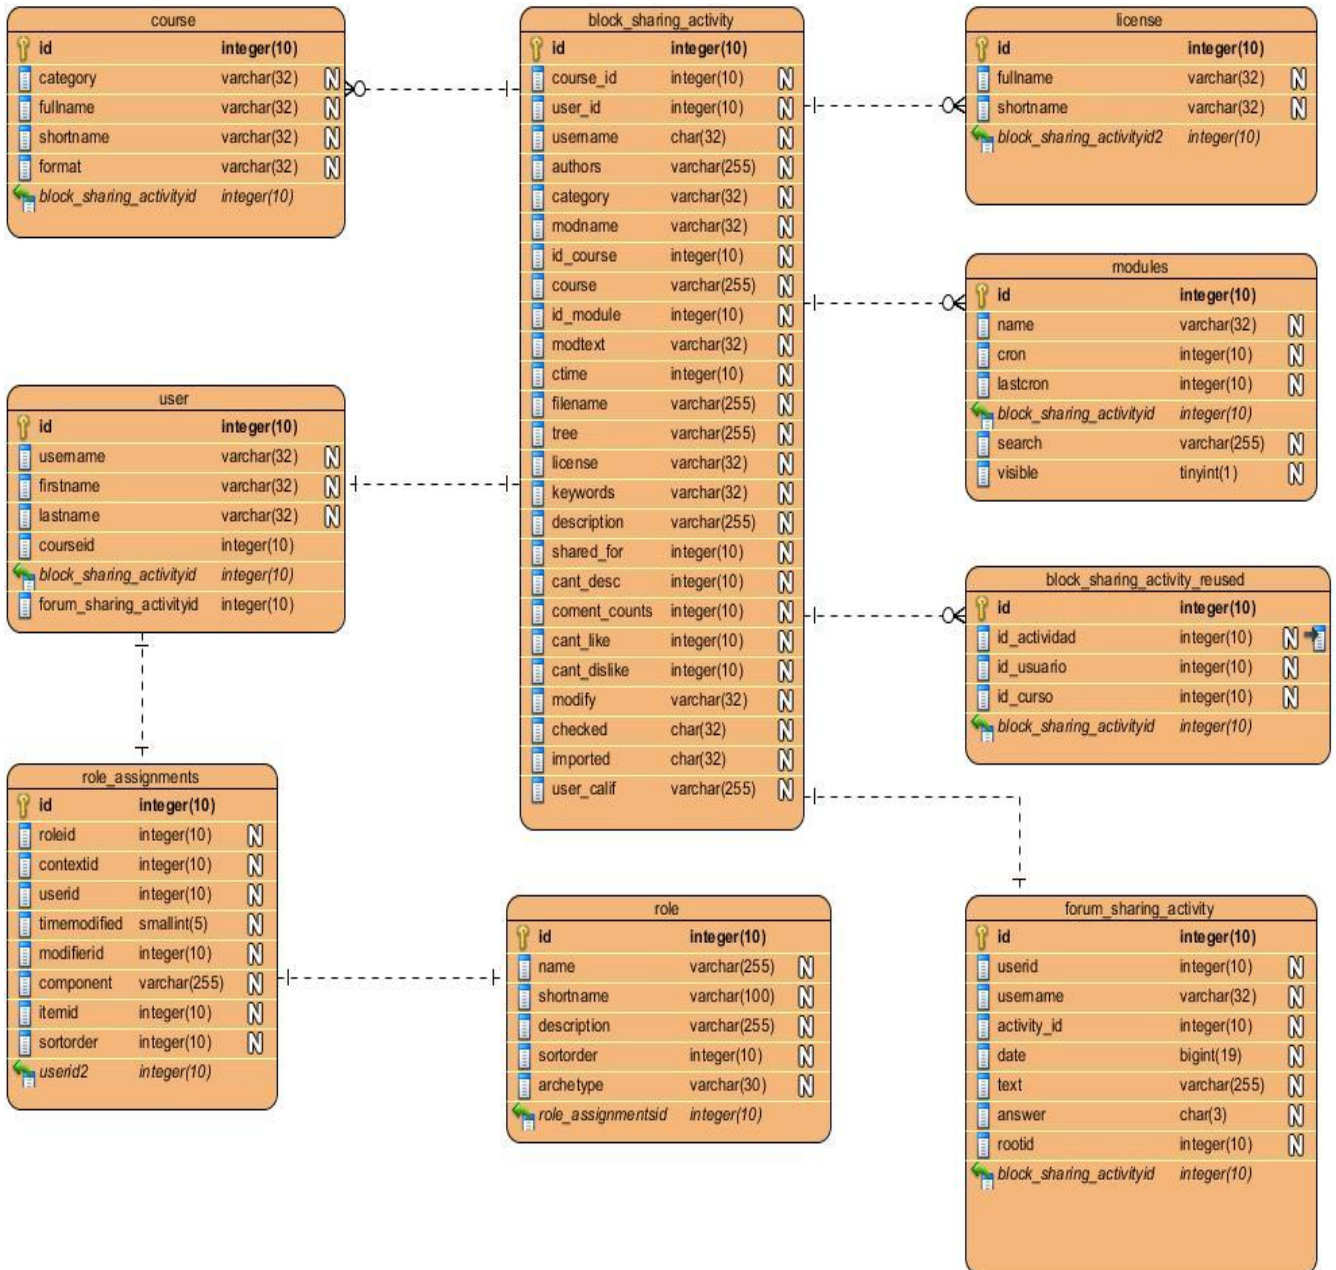 course
id integer(10)
category varchar(32) N
fullname varchar(32) N
shortname varchar(32) N
format varchar(32) N
block_sharing_activityid integer(10)
block_sharing_activity
id integer(10)
course_id integer(10) N
user_id integer(10) N
username char(32) N
authors varchar(255) N
category varchar(32) N
modname varchar(32) N
id_course integer(10) N
course varchar(255) N
id_module integer(10) N
modtext varchar(32) N
ctime integer(10) N
filename varchar(255) N
tree varchar(255) N
license varchar(32) N
keywords varchar(32) N
description varchar(255) N
shared_for integer(10) N
cant_desc integer(10) N
coment_counts integer(10) N
cant_like integer(10) N
cant_dislike integer(10) N
modify varchar(32) N
checked char(32) N
imported char(32) N
user_calif varchar(255) N
license
id integer(10)
fullname varchar(32) N
shortname varchar(32) N
block_sharing_activityid2 integer(10)
modules
id integer(10)
name varchar(32) N
cron integer(10) N
lastcron integer(10) N
block_sharing_activityid integer(10)
search varchar(255) N
visible tinyint(1) N
user
id integer(10)
username varchar(32) N
firstname varchar(32) N
lastname varchar(32) N
courseid integer(10)
block_sharing_activityid integer(10)
forum_sharing_activityid integer(10)
block_sharing_activity_reused
id integer(10)
id_actividad integer(10) N
id_usuario integer(10) N
id_curso integer(10) N
block_sharing_activityid integer(10)
role_assignments
id integer(10)
roleid integer(10) N
contextid integer(10) N
userid integer(10) N
timemodified smallint(5) N
modifierid integer(10) N
component varchar(255) N
itemid integer(10) N
sortorder integer(10) N
userid2 integer(10)
role
id integer(10)
name varchar(255) N
shortname varchar(100) N
description varchar(255) N
sortorder integer(10) N
archetype varchar(30) N
role_assignmentsid integer(10)
forum_sharing_activity
id integer(10)
userid integer(10) N
username varchar(32) N
activity_id integer(10) N
date bigint(19) N
text varchar(255) N
answer char(3) N
rootid integer(10) N
block_sharing_activityid integer(10)